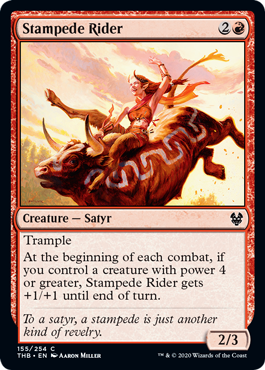 Stampede Rider 2
Creature — Satyr
Trample
At the beginning of each combat, if
you control a creature with power 4
or greater, Stampede Rider gets
+1/+1 until end of turn.
To a satyr, a stampede is just another
kind of revelry.
2/3
155/254 C
THB • EN AARON MILLER
™ & © 2020 Wizards of the Coast